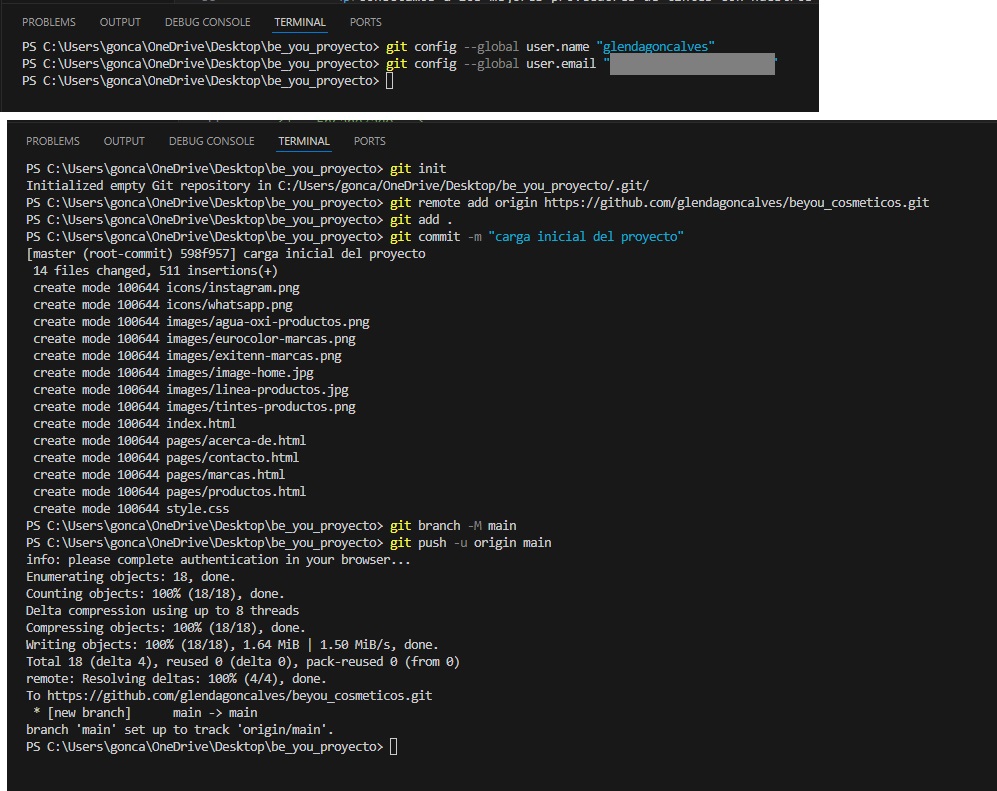 PROBLEMS OUTPUT DEBUG CONSOLE TERMINAL PORTS
PS C:\Users\gonca\OneDrive\Desktop\be_you_proyecto> git config --global user.name "glendagoncalves"
PS C:\Users\gonca\OneDrive\Desktop\be_you_proyecto> git config --global user.email "
PS C:\Users\gonca\OneDrive\Desktop\be_you_proyecto>
PROBLEMS OUTPUT DEBUG CONSOLE TERMINAL PORTS
PS C:\Users\gonca\OneDrive\Desktop\be_you_proyecto> git init
Initialized empty Git repository in C:/Users/gonca/OneDrive/Desktop/be_you_proyecto/.git/
PS C:\Users\gonca\OneDrive\Desktop\be_you_proyecto> git remote add origin https://github.com/glendagoncalves/beyou_cosmeticos.git
PS C:\Users\gonca\OneDrive\Desktop\be_you_proyecto> git add .
PS C:\Users\gonca\OneDrive\Desktop\be_you_proyecto> git commit -m "carga inicial del proyecto"
[master (root-commit) 598f957] carga inicial del proyecto
14 files changed, 511 insertions(+)
create mode 100644 icons/instagram.png
create mode 100644 icons/whatsapp.png
create mode 100644 images/agua-oxi-productos.png
create mode 100644 images/eurocolor-marcas.png
create mode 100644 images/exitenn-marcas.png
create mode 100644 images/image-home.jpg
create mode 100644 images/linea-productos.jpg
create mode 100644 images/tintes-productos.png
create mode 100644 index.html
create mode 100644 pages/acerca-de.html
create mode 100644 pages/contacto.html
create mode 100644 pages/marcas.html
create mode 100644 pages/productos.html
create mode 100644 style.css
PS C:\Users\gonca\OneDrive\Desktop\be_you_proyecto> git branch -M main
PS C:\Users\gonca\OneDrive\Desktop\be_you_proyecto> git push -u origin main
info: please complete authentication in your browser...
Enumerating objects: 18, done.
Counting objects: 100% (18/18), done.
Delta compression using up to 8 threads
Compressing objects: 100% (18/18), done.
Writing objects: 100% (18/18), 1.64 MiB | 1.50 MiB/s, done.
Total 18 (delta 4), reused 0 (delta 0), pack-reused 0 (from 0)
remote: Resolving deltas: 100% (4/4), done.
To https://github.com/glendagoncalves/beyou_cosmeticos.git
* [new branch] main -> main
branch 'main' set up to track 'origin/main'.
PS C:\Users\gonca\OneDrive\Desktop\be_you_proyecto>